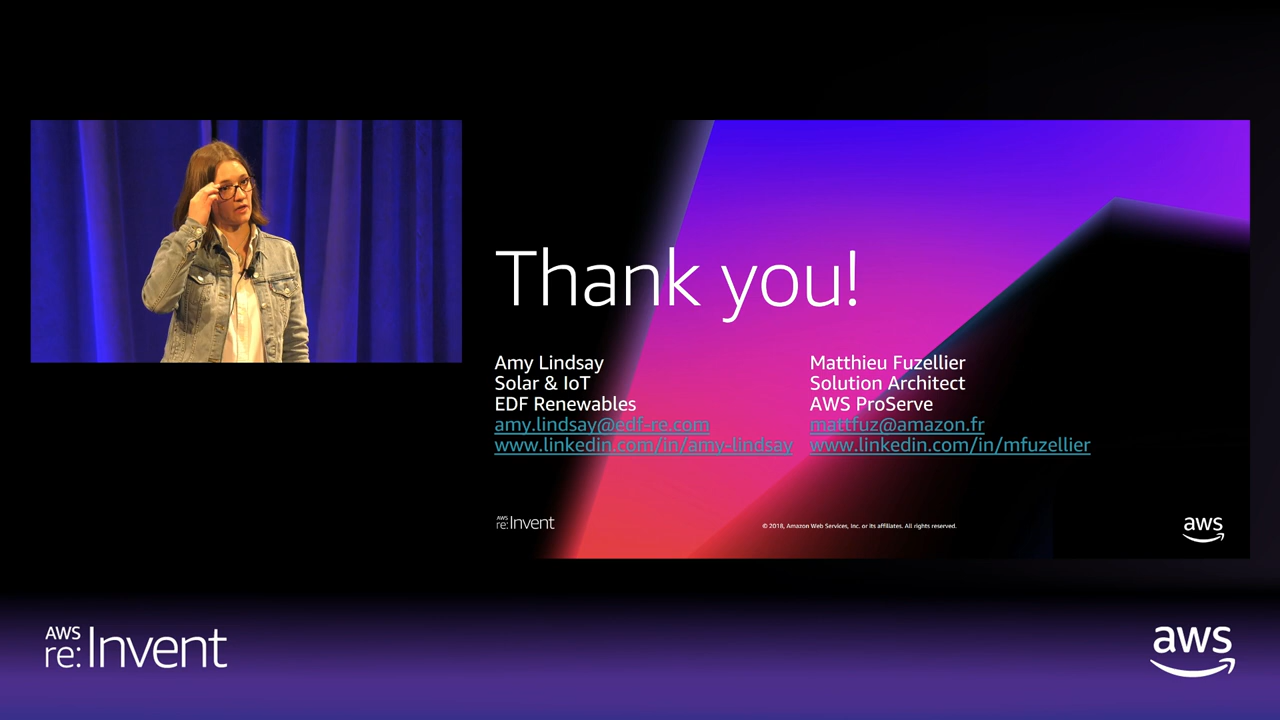 Thank you!
Amy Lindsay
Solar & IoT
EDF Renewables
amy.lindsay@edf-re.com
www.linkedin.com/in/amy-lindsay
Matthieu Fuzellier
Solution Architect
AWS ProServe
mattfuz@amazon.fr
www.linkedin.com/in/mfuzellier
AWS
re:Invent
© 2018, Amazon Web Services, Inc. or its affiliates. All rights reserved.
aws
AWS
re:Invent
aws